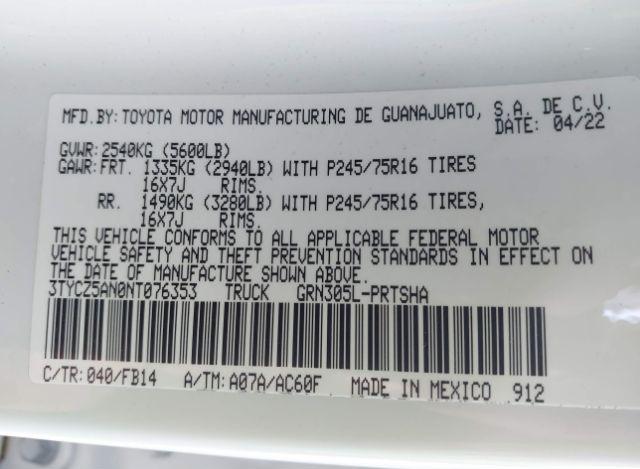 MFD.BY: TOYOTA MOTOR MANUFACTURING DE GUANAJUATO, S.A. DE C.V.
DATE: 04/22
GVWR: 2540KG (5600LB)
GAWR: FRT. 1335KG (2940LB) WITH P245/75R16 TIRES
16X7J RIMS.
RR. 1490KG (3280LB) WITH P245/75R16 TIRES,
16X7J RIMS.
THIS VEHICLE CONFORMS TO ALL APPLICABLE FEDERAL MOTOR
VEHICLE SAFETY AND THEFT PREVENTION STANDARDS IN EFFECT ON
THE DATE OF MANUFACTURE SHOWN ABOVE.
3TYCZ5AN0NT076353 TRUCK GRN305L-PRTSHA
C/TR: 040/FB14 A/TM: A07A/AC60F MADE IN MEXICO 912